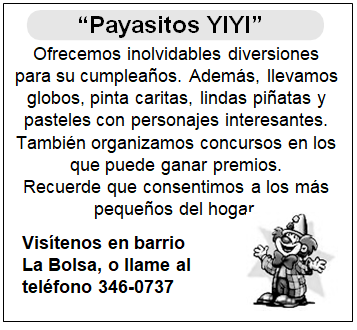 “Payasitos YIYI”
Ofrecemos inolvidables diversiones
para su cumpleaños. Además, llevamos
globos, pinta caritas, lindas piñatas y
pasteles con personajes interesantes.
También organizamos concursos en los
que puede ganar premios.
Recuerde que consentimos a los más
pequeños del hogar
Visítenos en barrio
La Bolsa, o llame al
teléfono 346-0737